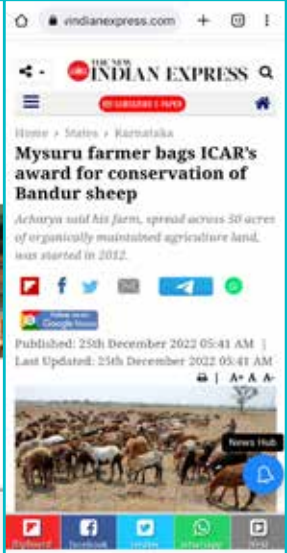 newindianexpress.com
THE NEW
INDIAN EXPRESS
Home > States > Karnataka
Mysuru farmer bags ICAR's
award for conservation of
Bandur sheep
Acharya said his farm, spread across 50 acres
of organically maintained agriculture land,
was started in 2012.
Google News
Published: 25th December 2022 05:41 AM |
Last Updated: 25th December 2022 05:41 AM
| A+ A A-
News Hub
facebook